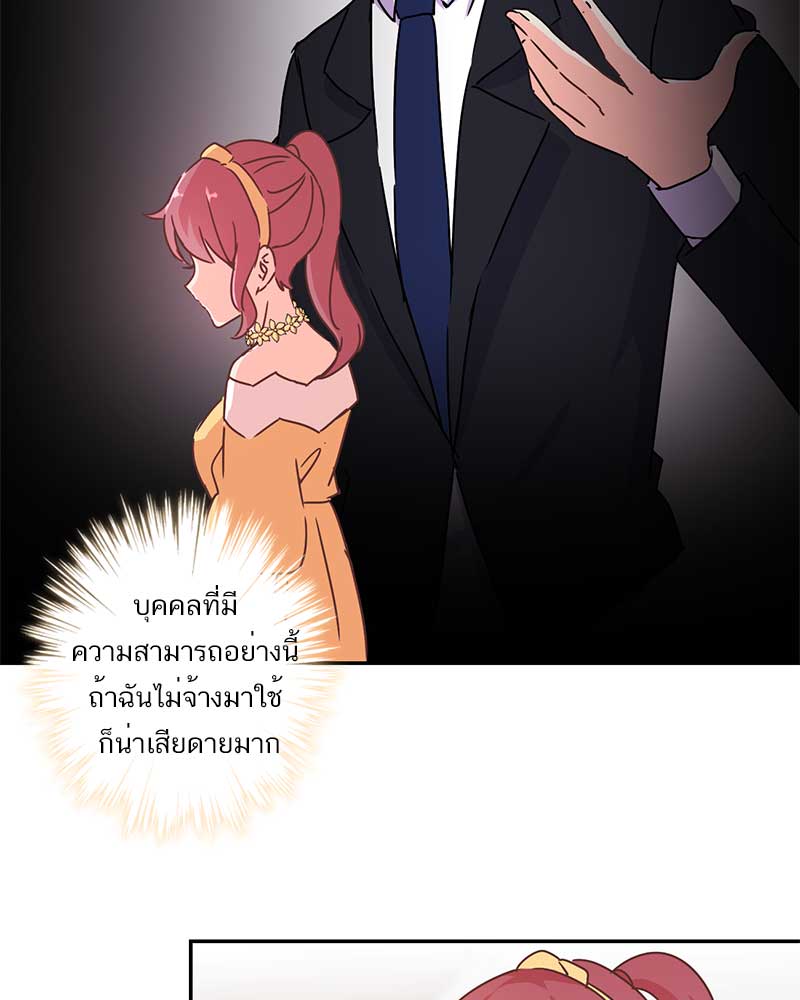 บุคคลที่มี
ความสามารถอย่างนี้
ถ้าฉันไม่จ้างมาใช้
ก็น่าเสียดายมาก